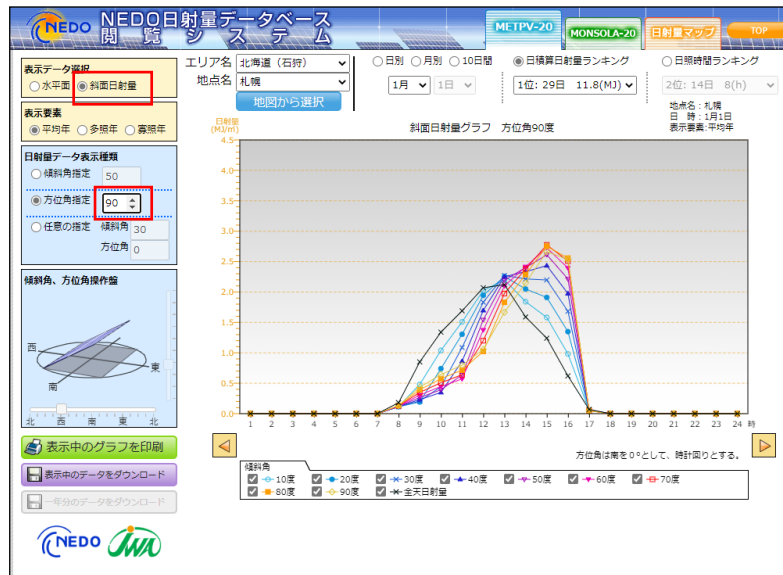 NEDO NEDO日射量データベース
閲覧システム
METPV-20 MONSOLA-20 日射量マップ TOP
表示データ選択
水平面 斜面日射量
表示要素
平均年 多照年 寡照年
日射量データ表示種類
傾斜角指定 50
方位角指定 90
任意の指定 傾斜角 30
方位角 0
傾斜角、方位角操作盤
西 東
南
北 西 南 東 北
表示中のグラフを印刷
表示中のデータをダウンロード
一年分のデータをダウンロード
NEDO JWA
エリア名 北海道（石狩）
地点名 札幌
地図から選択
日別 月別 10日間
1月 1日
日積算日射量ランキング
1位: 29日 11.8(MJ)
日照時間ランキング
2位: 14日 8(h)
地点名：札幌
日 時：1月1日
表示要素:平均年
日射量
(MJ/㎡)
斜面日射量グラフ 方位角90度
4.5
4.0
3.5
3.0
2.5
2.0
1.5
1.0
0.5
0.0
1 2 3 4 5 6 7 8 9 10 11 12 13 14 15 16 17 18 19 20 21 22 23 24 時
方位角は南を0°として、時計回りとする。
傾斜角
10度 20度 30度 40度 50度 60度 70度
80度 90度 全天日射量